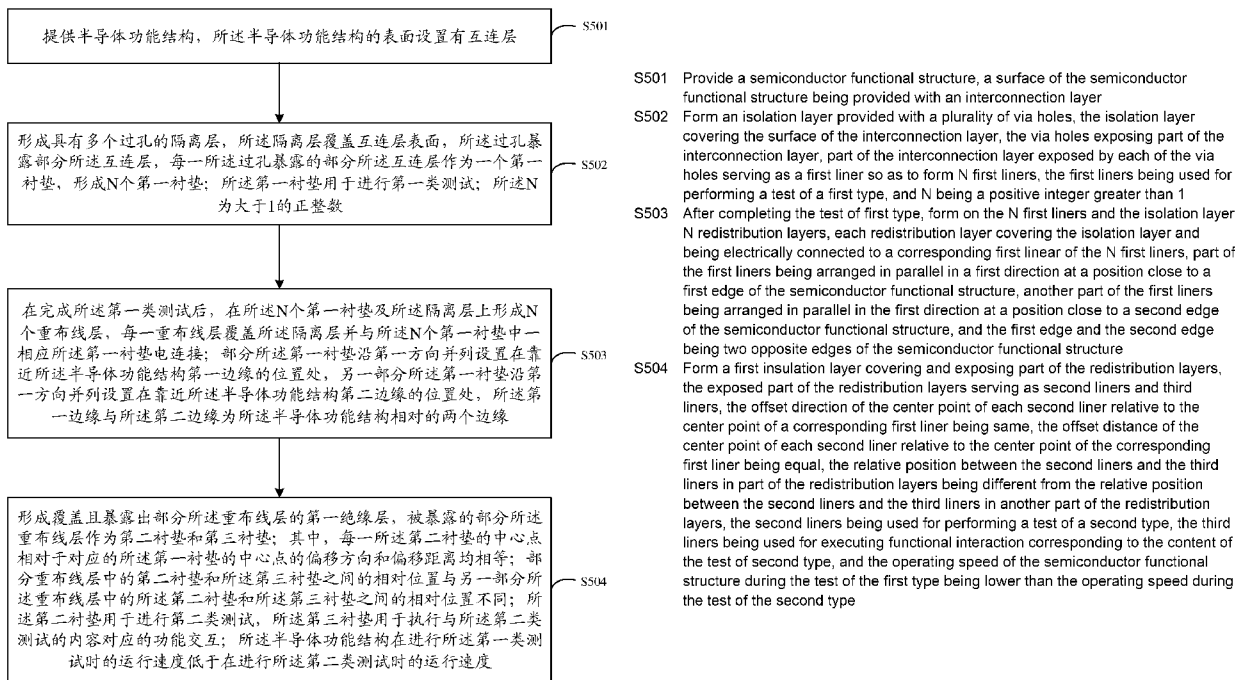 提供半导体功能结构，所述半导体功能结构的表面设置有互连层
S501
形成具有多个过孔的隔离层，所述隔离层覆盖互连层表面，所述过孔暴
露部分所述互连层，每一所述过孔暴露的部分所述互连层作为一个第一
衬垫，形成N个第一衬垫；所述第一衬垫用于进行第一类测试；所述N
为大于1的正整数
S502
在完成所述第一类测试后，在所述N个第一衬垫及所述隔离层上形成N
个重布线层，每一重布线层覆盖所述隔离层并与所述N个第一衬垫中一
相应所述第一衬垫电连接；部分所述第一衬垫沿第一方向并列设置在靠
近所述半导体功能结构第一边缘的位置处，另一部分所述第一衬垫沿第
一方向并列设置在靠近所述半导体功能结构第二边缘的位置处，所述第
一边缘与所述第二边缘为所述半导体功能结构相对的两个边缘
S503
形成覆盖且暴露出部分所述重布线层的第一绝缘层，被暴露的部分所述
重布线层作为第二衬垫和第三衬垫；其中，每一所述第二衬垫的中心点
相对于对应的所述第一衬垫的中心点的偏移方向和偏移距离均相等；部
分重布线层中的第二衬垫和所述第三衬垫之间的相对位置与另一部分所
述重布线层中的所述第二衬垫和所述第三衬垫之间的相对位置不同；所
述第二衬垫用于进行第二类测试，所述第三衬垫用于执行与所述第二类
测试的内容对应的功能交互；所述半导体功能结构在进行所述第一类测
试时的运行速度低于在进行所述第二类测试时的运行速度
S504
S501 Provide a semiconductor functional structure, a surface of the semiconductor
functional structure being provided with an interconnection layer
S502 Form an isolation layer provided with a plurality of via holes, the isolation layer
covering the surface of the interconnection layer, the via holes exposing part of the
interconnection layer, part of the interconnection layer exposed by each of the via
holes serving as a first liner so as to form N first liners, the first liners being used for
performing a test of a first type, and N being a positive integer greater than 1
S503 After completing the test of first type, form on the N first liners and the isolation layer
N redistribution layers, each redistribution layer covering the isolation layer and
being electrically connected to a corresponding first linear of the N first liners, part of
the first liners being arranged in parallel in a first direction at a position close to a
first edge of the semiconductor functional structure, another part of the first liners
being arranged in parallel in the first direction at a position close to a second edge
of the semiconductor functional structure, and the first edge and the second edge
being two opposite edges of the semiconductor functional structure
S504 Form a first insulation layer covering and exposing part of the redistribution layers,
the exposed part of the redistribution layers serving as second liners and third
liners, the offset direction of the center point of each second liner relative to the
center point of a corresponding first liner being same, the offset distance of the
center point of each second liner relative to the center point of the corresponding
first liner being equal, the relative position between the second liners and the third
liners in part of the redistribution layers being different from the relative position
between the second liners and the third liners in another part of the redistribution
layers, the second liners being used for performing a test of a second type, the third
liners being used for executing functional interaction corresponding to the content of
the test of second type, and the operating speed of the semiconductor functional
structure during the test of the first type being lower than the operating speed during
the test of the second type